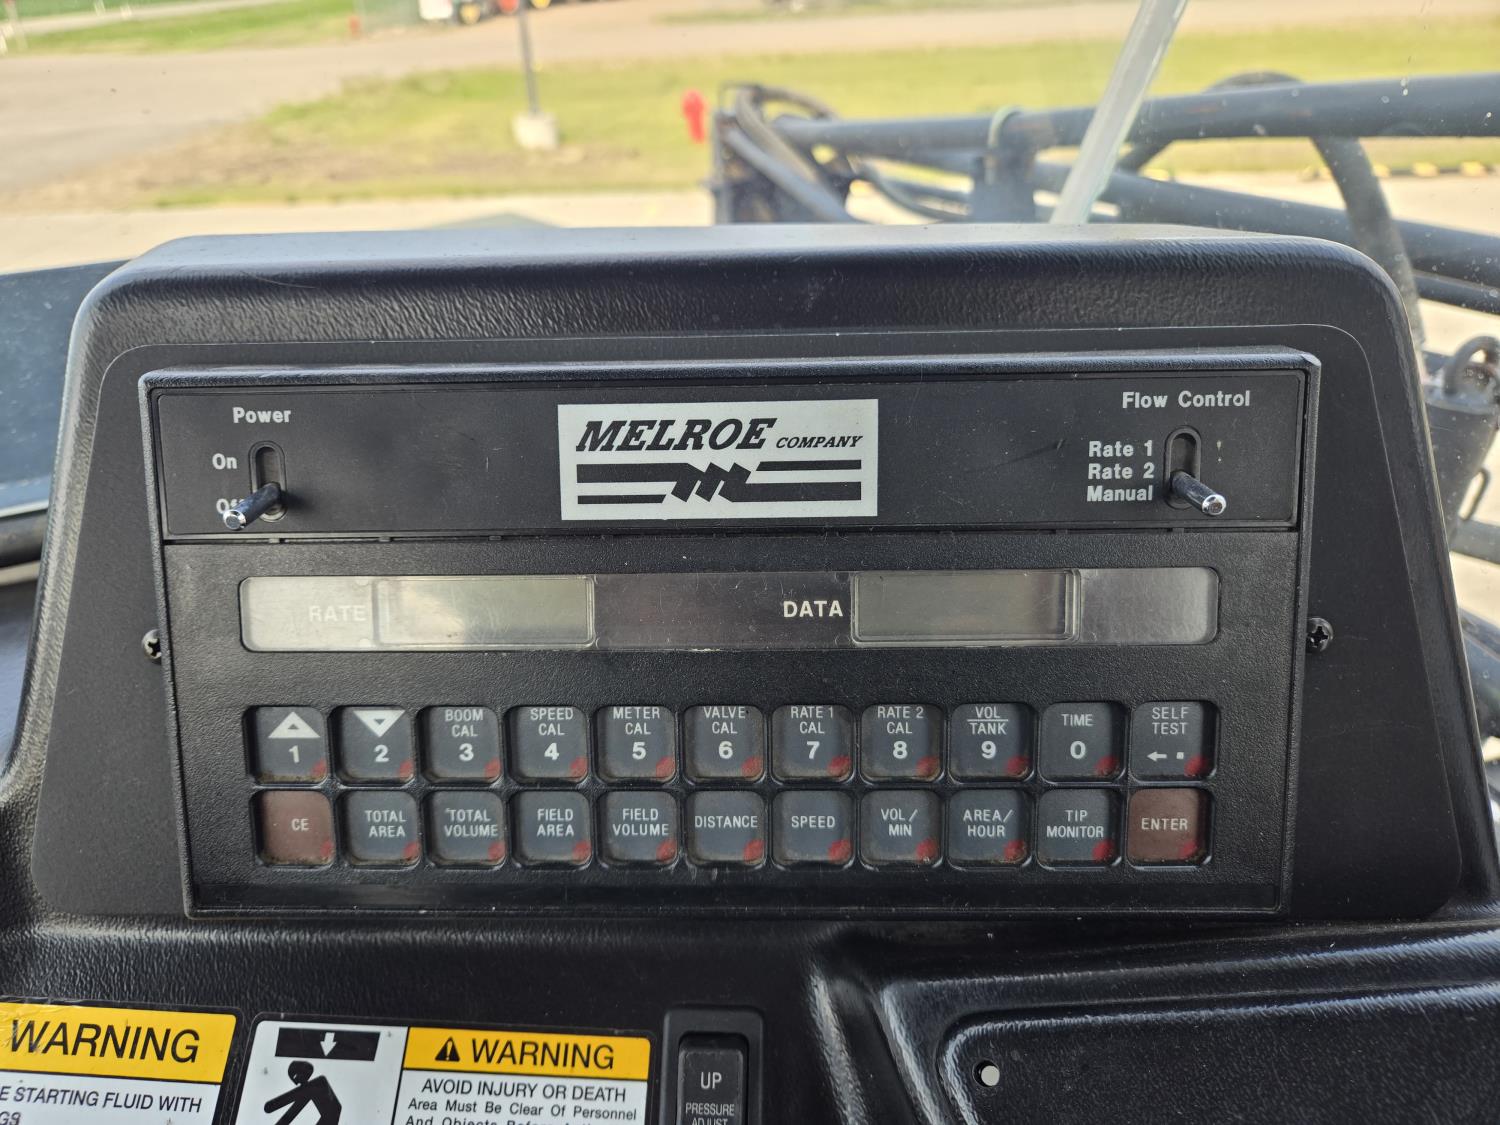 Power
On
Off
MELROE COMPANY
Flow Control
Rate 1
Rate 2
Manual
RATE
DATA
1
2
BOOM
CAL
3
SPEED
CAL
4
METER
CAL
5
VALVE
CAL
6
RATE 1
CAL
7
RATE 2
CAL
8
VOL
TANK
9
TIME
0
SELF
TEST
CE
TOTAL
AREA
TOTAL
VOLUME
FIELD
AREA
FIELD
VOLUME
DISTANCE
SPEED
VOL/
MIN
AREA/
HOUR
TIP
MONITOR
ENTER
WARNING
STARTING FLUID WITH
WARNING
AVOID INJURY OR DEATH
Area Must Be Clear Of Personnel
And Objects Before
UP
PRESSURE
ADJUST